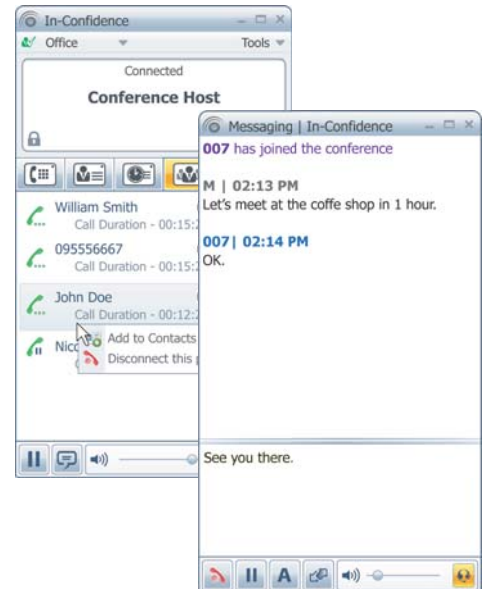 In-Confidence
Office
Tools
Connected
Conference Host
William Smith
Call Duration - 00:15:
095556667
Call Duration - 00:15:
John Doe
Call Duration - 00:12:
Add to Contacts
Disconnect this
Messaging | In-Confidence
007 has joined the conference
M | 02:13 PM
Let's meet at the coffe shop in 1 hour.
007| 02:14 PM
OK.
See you there.
A